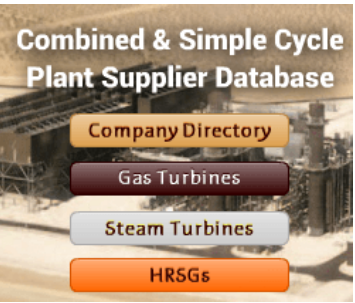 Combined & Simple Cycle
Plant Supplier Database
Company Directory
Gas Turbines
Steam Turbines
HRSGs